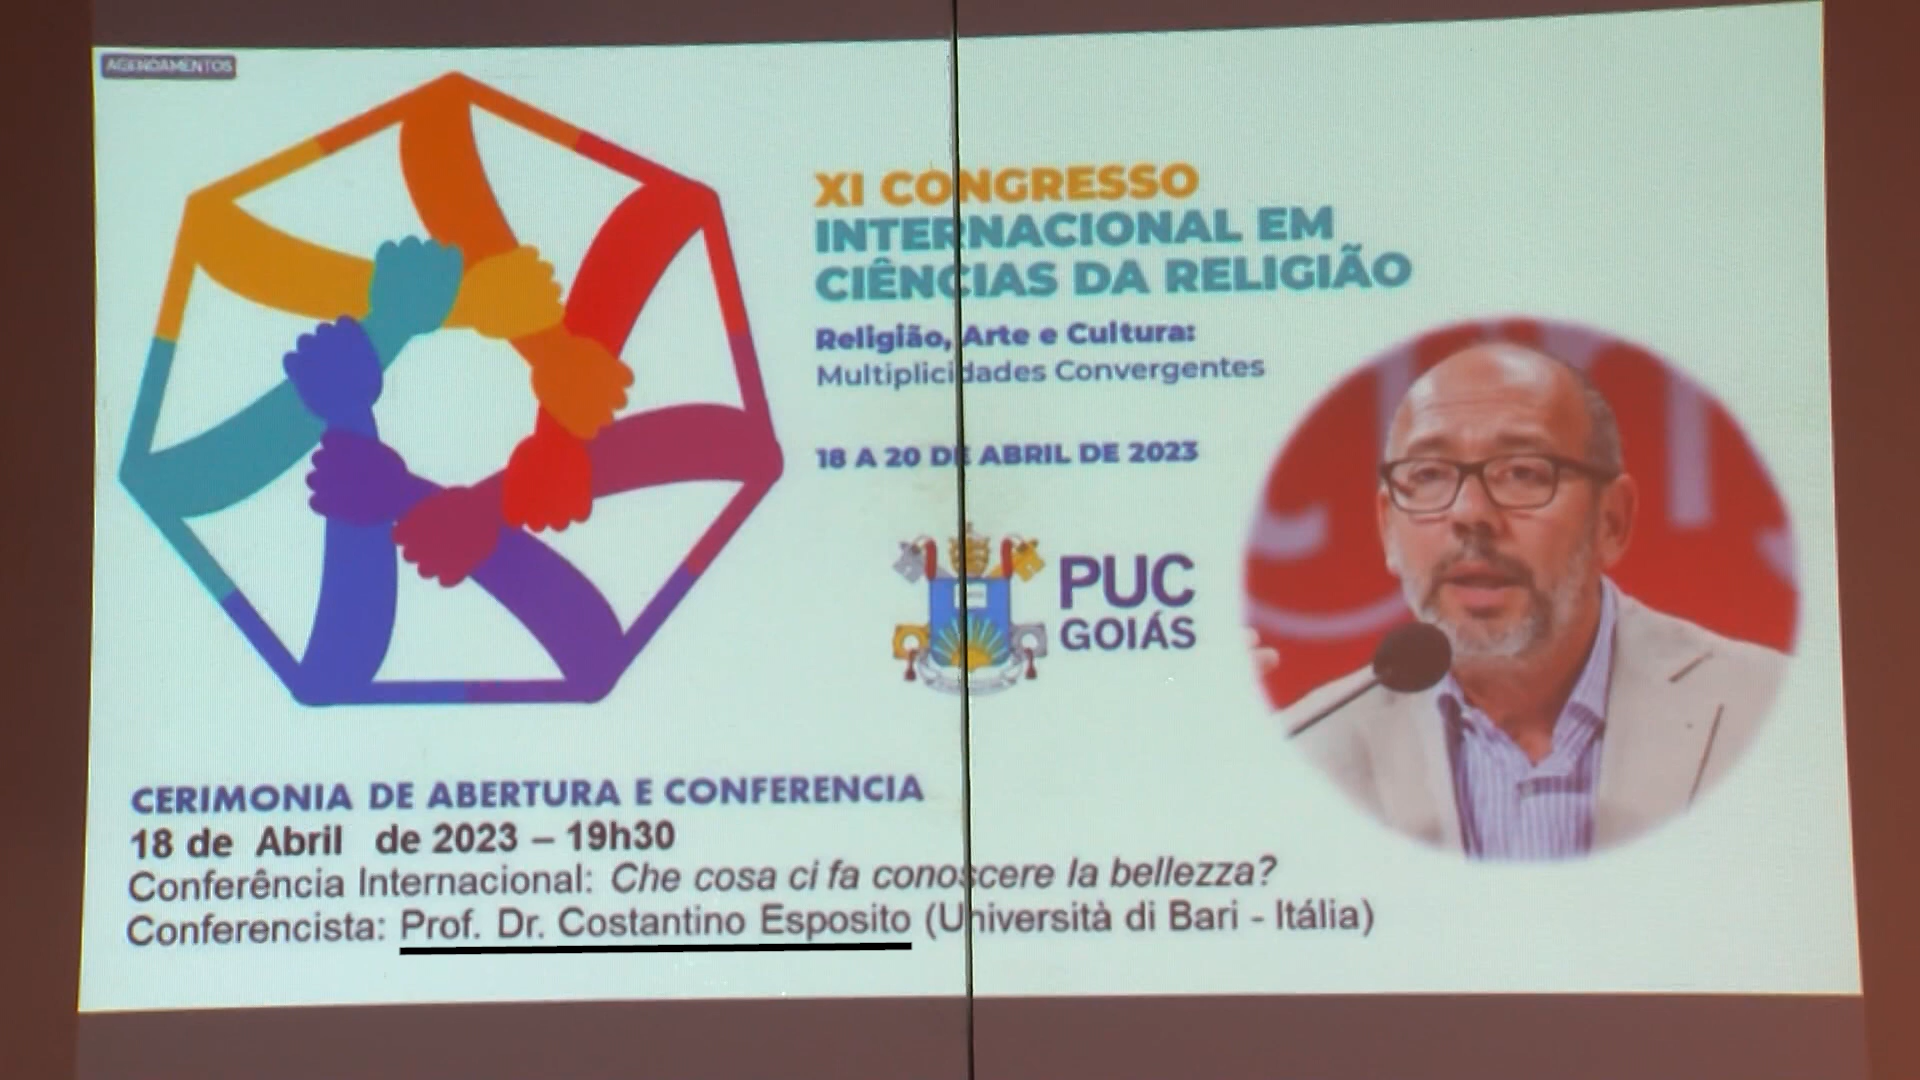 AGENDAMENTOS
XI CONGRESSO
INTERNACIONAL EM
CIÊNCIAS DA RELIGIÃO
Religião, Arte e Cultura:
Multiplicidades Convergentes
18 A 20 DE ABRIL DE 2023
PUC
GOIÁS
CERIMONIA DE ABERTURA E CONFERENCIA
18 de Abril de 2023 – 19h30
Conferência Internacional: Che cosa ci fa conoscere la bellezza?
Conferencista: Prof. Dr. Costantino Esposito (Università di Bari - Itália)